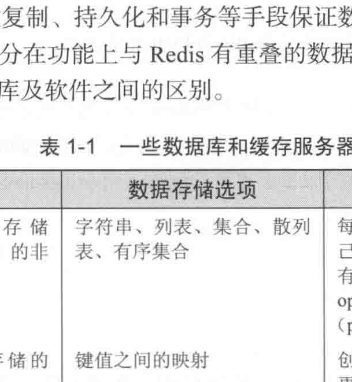 复制、持久化和事务等手段保证数
分在功能上与 Redis 有重叠的数据
库及软件之间的区别。
表 1-1 一些数据库和缓存服务器
数据存储选项
存 储
的非
字符串、列表、集合、散列
表、有序集合
每
己
有
op
(p
储的
键值之间的映射
创